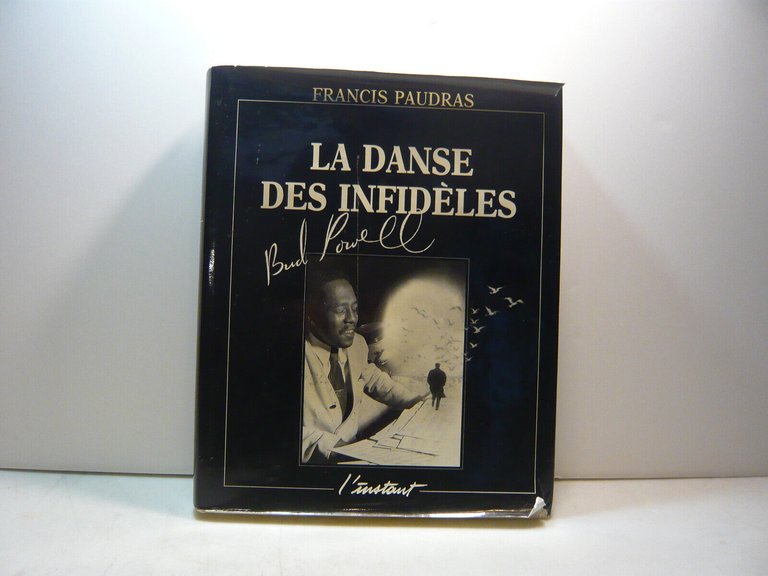 FRANCIS PAUDRAS
LA DANSE
DES INFIDÈLES
Bud Powell
l'instant